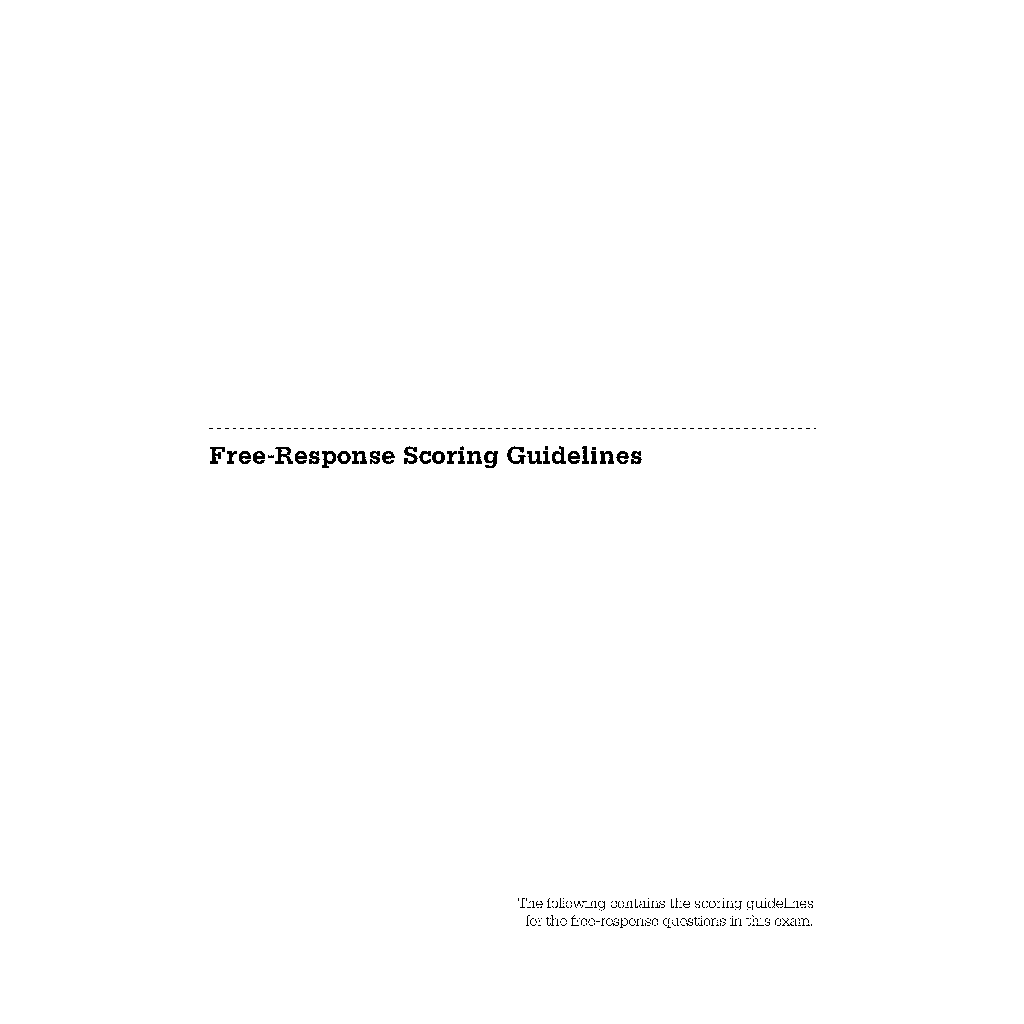 Free-Response Scoring Guidelines
The following contains the scoring guidelines
for the free-response questions in this exam.